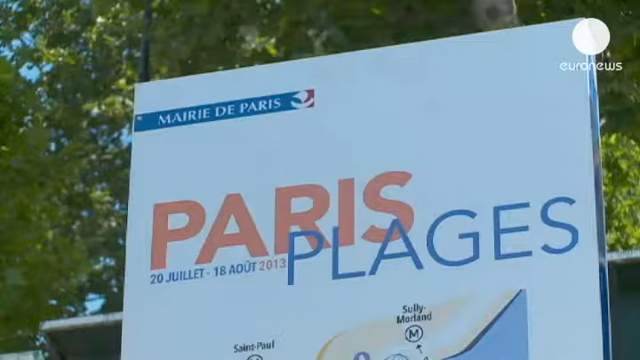 euronews
MAIRIE DE PARIS
PARIS
20 JUILLET - 18 AOÛT 2013
PLAGES
Sully-
Morland
M
Saint-Paul